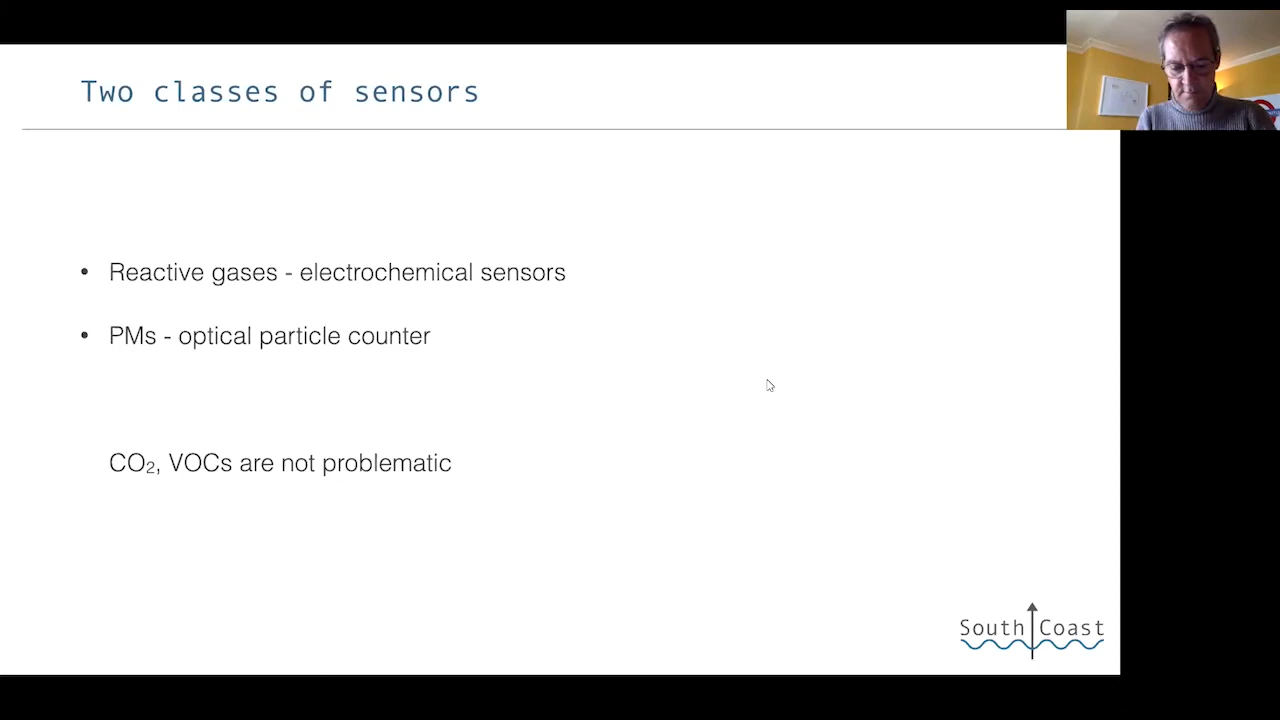 Two classes of sensors
• Reactive gases - electrochemical sensors
• PMs - optical particle counter
CO₂, VOCs are not problematic
South Coast